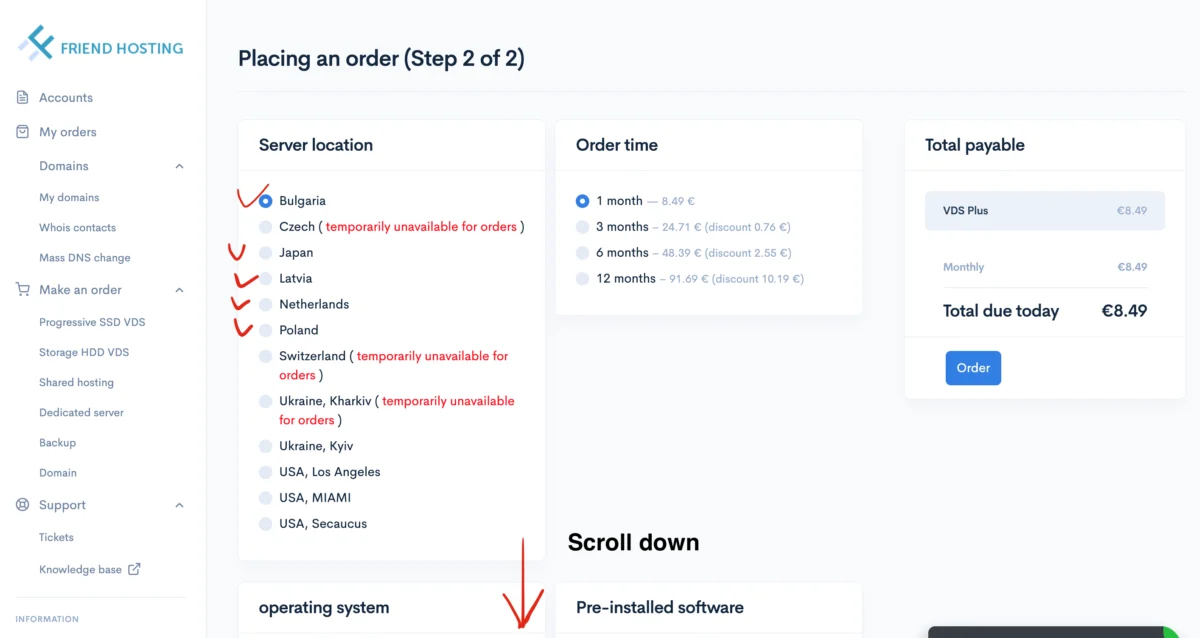 FRIEND HOSTING
Accounts
My orders
Domains
My domains
Whois contacts
Mass DNS change
Make an order
Progressive SSD VDS
Storage HDD VDS
Shared hosting
Dedicated server
Backup
Domain
Support
Tickets
Knowledge base
INFORMATION
Placing an order (Step 2 of 2)
Server location
Bulgaria
Czech ( temporarily unavailable for orders )
Japan
Latvia
Netherlands
Poland
Switzerland ( temporarily unavailable for
orders )
Ukraine, Kharkiv ( temporarily unavailable
for orders )
Ukraine, Kyiv
USA, Los Angeles
USA, MIAMI
USA, Secaucus
Order time
1 month — 8.49 €
3 months – 24.71 € (discount 0.76 €)
6 months – 48.39 € (discount 2.55 €)
12 months – 91.69 € (discount 10.19 €)
Total payable
VDS Plus €8.49
Monthly €8.49
Total due today €8.49
Order
Scroll down
operating system
Pre-installed software